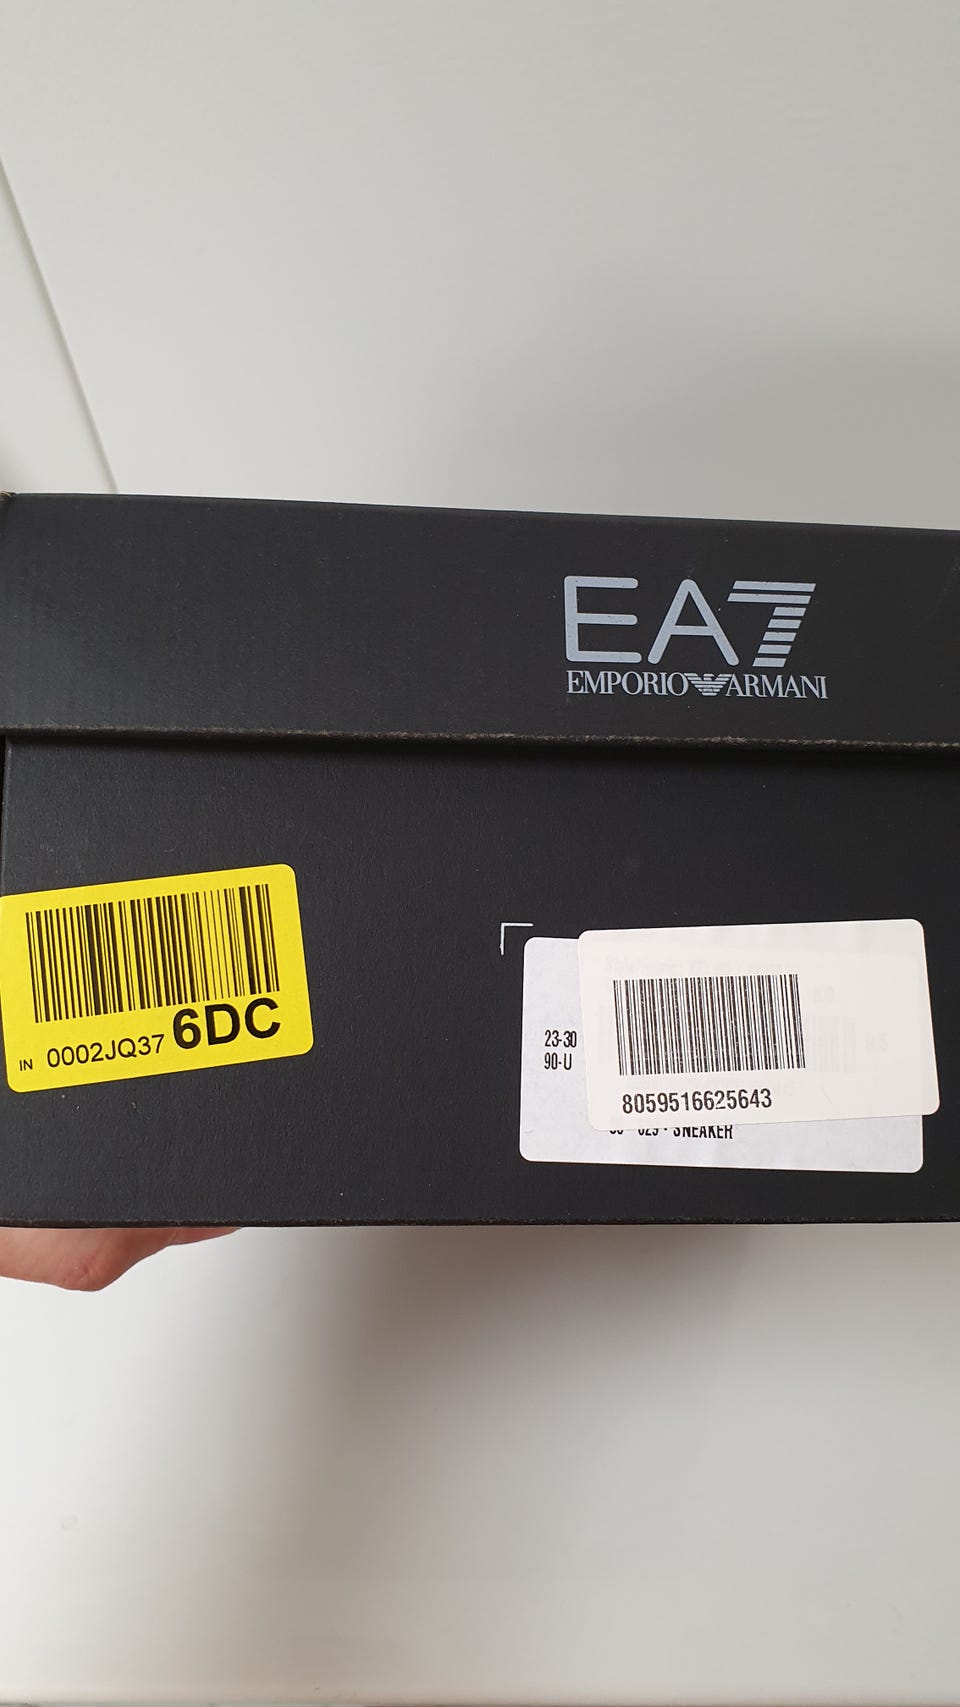 EA7
EMPORIO ARMANI
IN 0002JQ37 6DC
23-30
90-U
8059516625643
SNEAKER